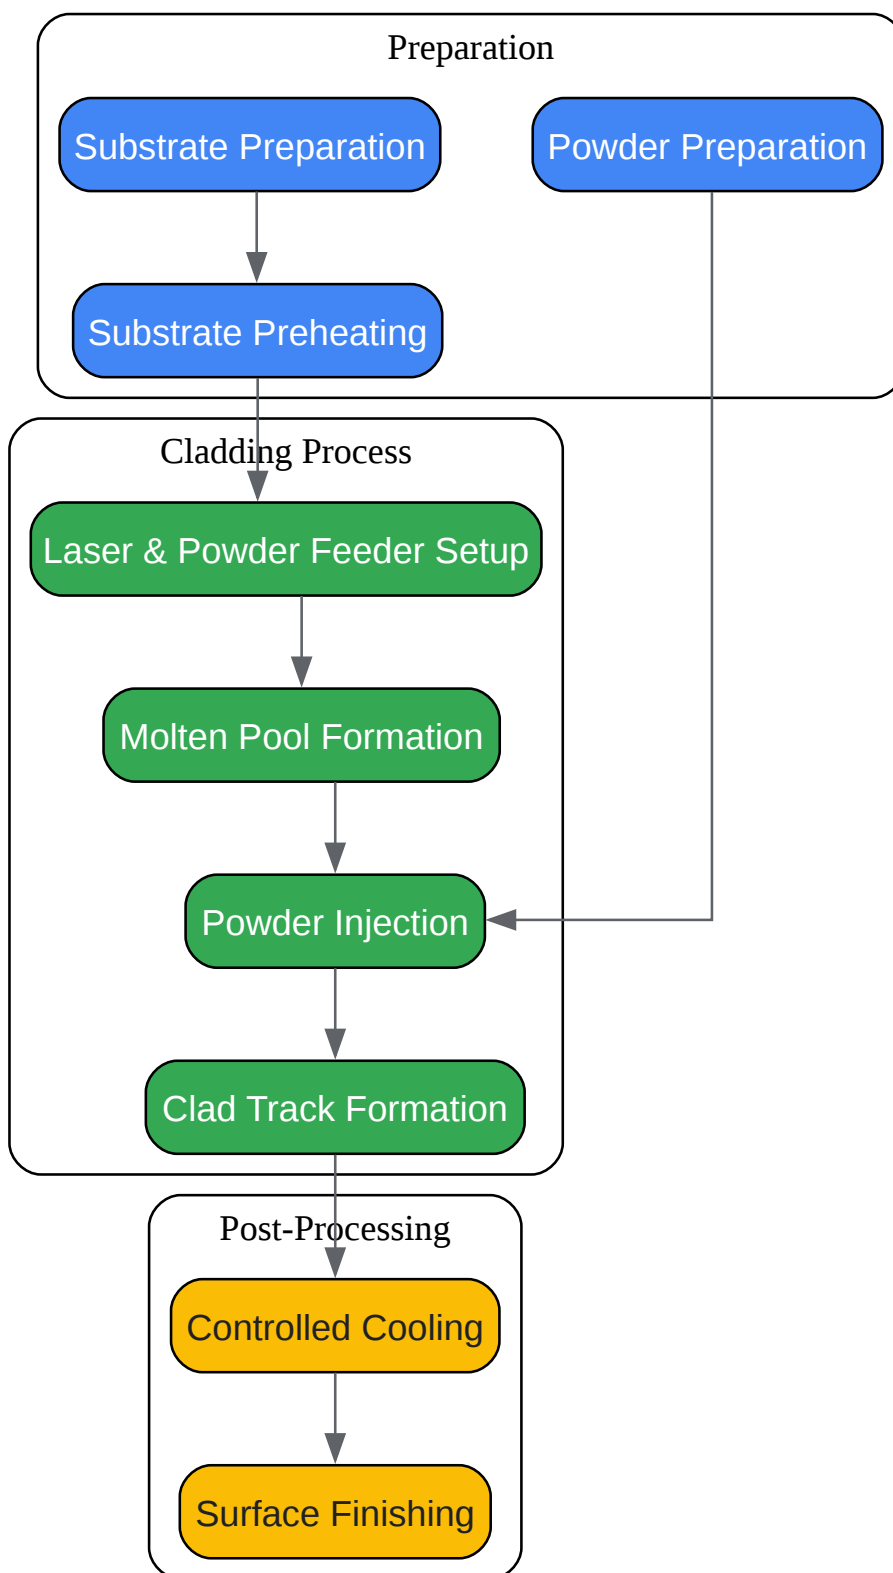 Preparation
Substrate Preparation
Powder Preparation
Substrate Preheating
Cladding Process
Laser & Powder Feeder Setup
Molten Pool Formation
Powder Injection
Clad Track Formation
Post-Processing
Controlled Cooling
Surface Finishing